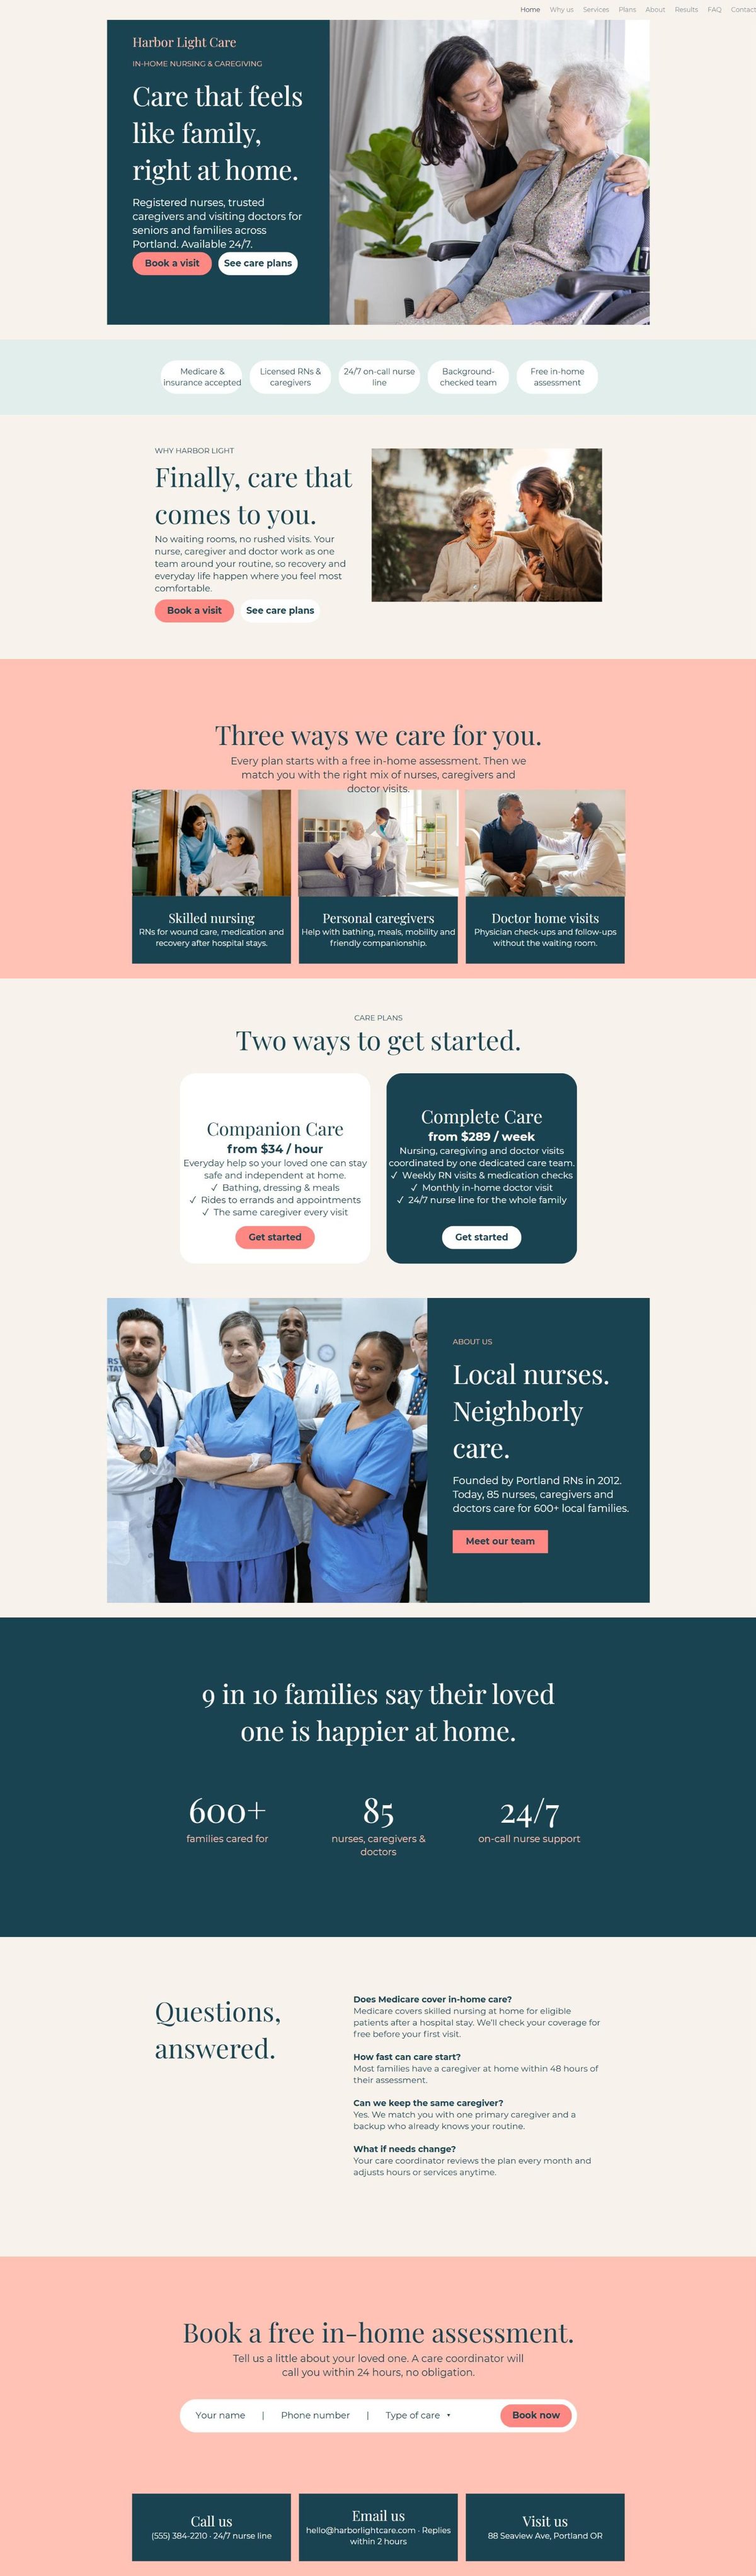 Home Why us Services Plans About Results FAQ Contact
Harbor Light Care
IN-HOME NURSING & CAREGIVING
Care that feels
like family,
right at home.
Registered nurses, trusted
caregivers and visiting doctors for
seniors and families across
Portland. Available 24/7.
Book a visit See care plans
Medicare &
insurance accepted
Licensed RNs &
caregivers
24/7 on-call nurse
line
Background-
checked team
Free in-home
assessment
WHY HARBOR LIGHT
Finally, care that
comes to you.
No waiting rooms, no rushed visits. Your
nurse, caregiver and doctor work as one
team around your routine, so recovery and
everyday life happen where you feel most
comfortable.
Book a visit See care plans
Three ways we care for you.
Every plan starts with a free in-home assessment. Then we
match you with the right mix of nurses, caregivers and
doctor visits.
Skilled nursing
RNs for wound care, medication and
recovery after hospital stays.
Personal caregivers
Help with bathing, meals, mobility and
friendly companionship.
Doctor home visits
Physician check-ups and follow-ups
without the waiting room.
CARE PLANS
Two ways to get started.
Companion Care
from $34 / hour
Everyday help so your loved one can stay
safe and independent at home.
✓ Bathing, dressing & meals
✓ Rides to errands and appointments
✓ The same caregiver every visit
Get started
Complete Care
from $289 / week
Nursing, caregiving and doctor visits
coordinated by one dedicated care team.
✓ Weekly RN visits & medication checks
✓ Monthly in-home doctor visit
✓ 24/7 nurse line for the whole family
Get started
ABOUT US
Local nurses.
Neighborly
care.
Founded by Portland RNs in 2012.
Today, 85 nurses, caregivers and
doctors care for 600+ local families.
Meet our team
9 in 10 families say their loved
one is happier at home.
600+
families cared for
85
nurses, caregivers &
doctors
24/7
on-call nurse support
Questions,
answered.
Does Medicare cover in-home care?
Medicare covers skilled nursing at home for eligible
patients after a hospital stay. We'll check your coverage for
free before your first visit.
How fast can care start?
Most families have a caregiver at home within 48 hours of
their assessment.
Can we keep the same caregiver?
Yes. We match you with one primary caregiver and a
backup who already knows your routine.
What if needs change?
Your care coordinator reviews the plan every month and
adjusts hours or services anytime.
Book a free in-home assessment.
Tell us a little about your loved one. A care coordinator will
call you within 24 hours, no obligation.
Your name | Phone number | Type of care ▾ Book now
Call us
(555) 384-2210 · 24/7 nurse line
Email us
hello@harborlightcare.com · Replies
within 2 hours
Visit us
88 Seaview Ave, Portland OR